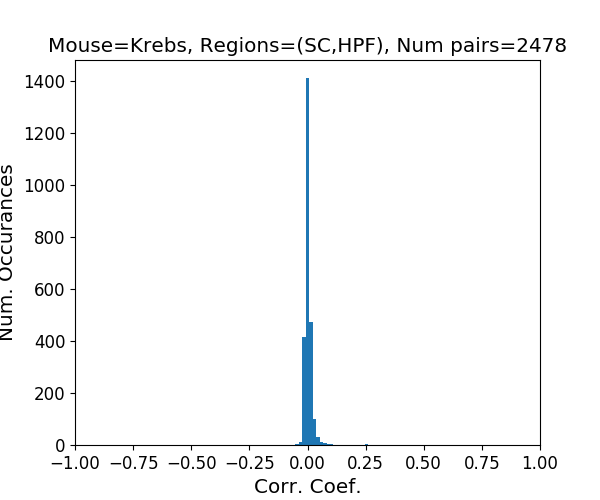 Mouse=Krebs, Regions=(SC,HPF), Num pairs=2478
Num. Occurances
1400
1200
1000
800
600
400
200
0
−1.00 −0.75 −0.50 −0.25 0.00 0.25 0.50 0.75 1.00
Corr. Coef.